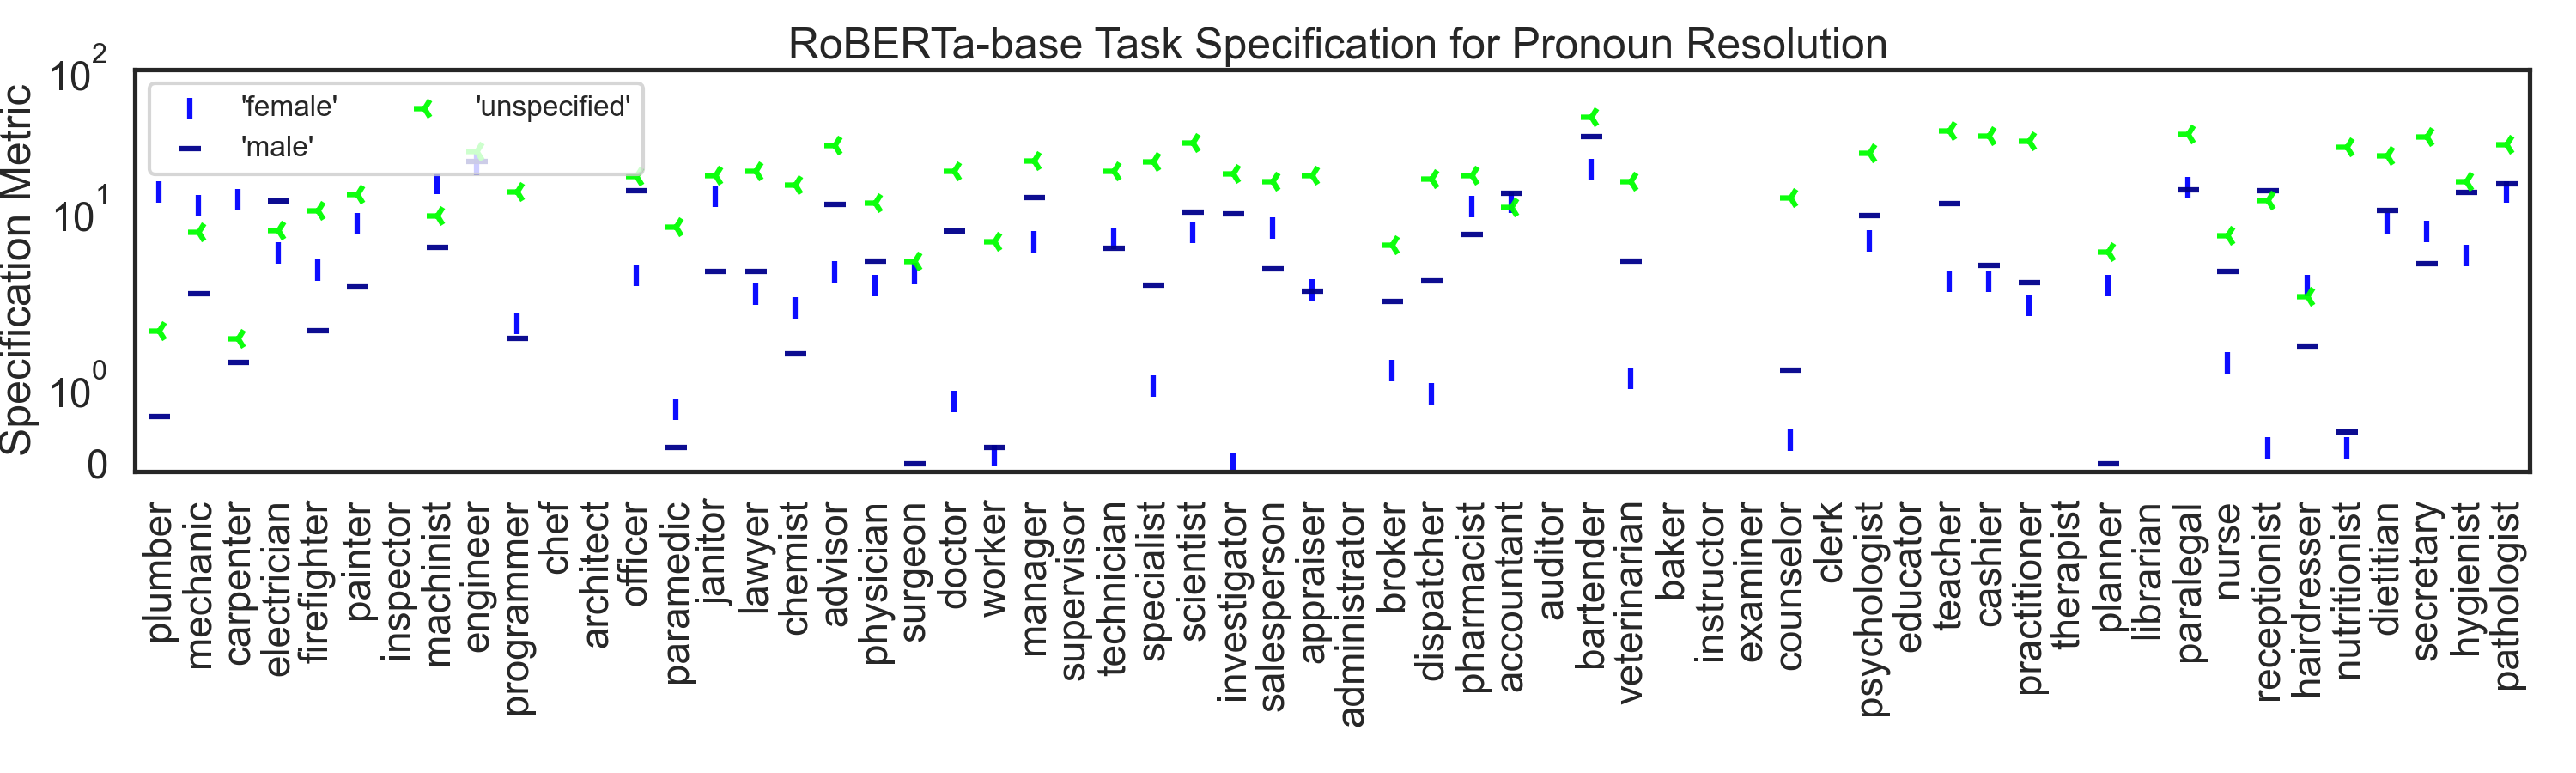 RoBERTa-base Task Specification for Pronoun Resolution
Specification Metric
10^2
10^1
10^0
0
'female'
'male'
'unspecified'
plumber
mechanic
carpenter
electrician
firefighter
painter
inspector
machinist
engineer
programmer
chef
architect
officer
paramedic
janitor
lawyer
chemist
advisor
physician
surgeon
doctor
worker
manager
supervisor
technician
specialist
scientist
investigator
salesperson
appraiser
administrator
broker
dispatcher
pharmacist
accountant
auditor
bartender
veterinarian
baker
instructor
examiner
counselor
clerk
psychologist
educator
teacher
cashier
practitioner
therapist
planner
librarian
paralegal
nurse
receptionist
hairdresser
nutritionist
dietitian
secretary
hygienist
pathologist